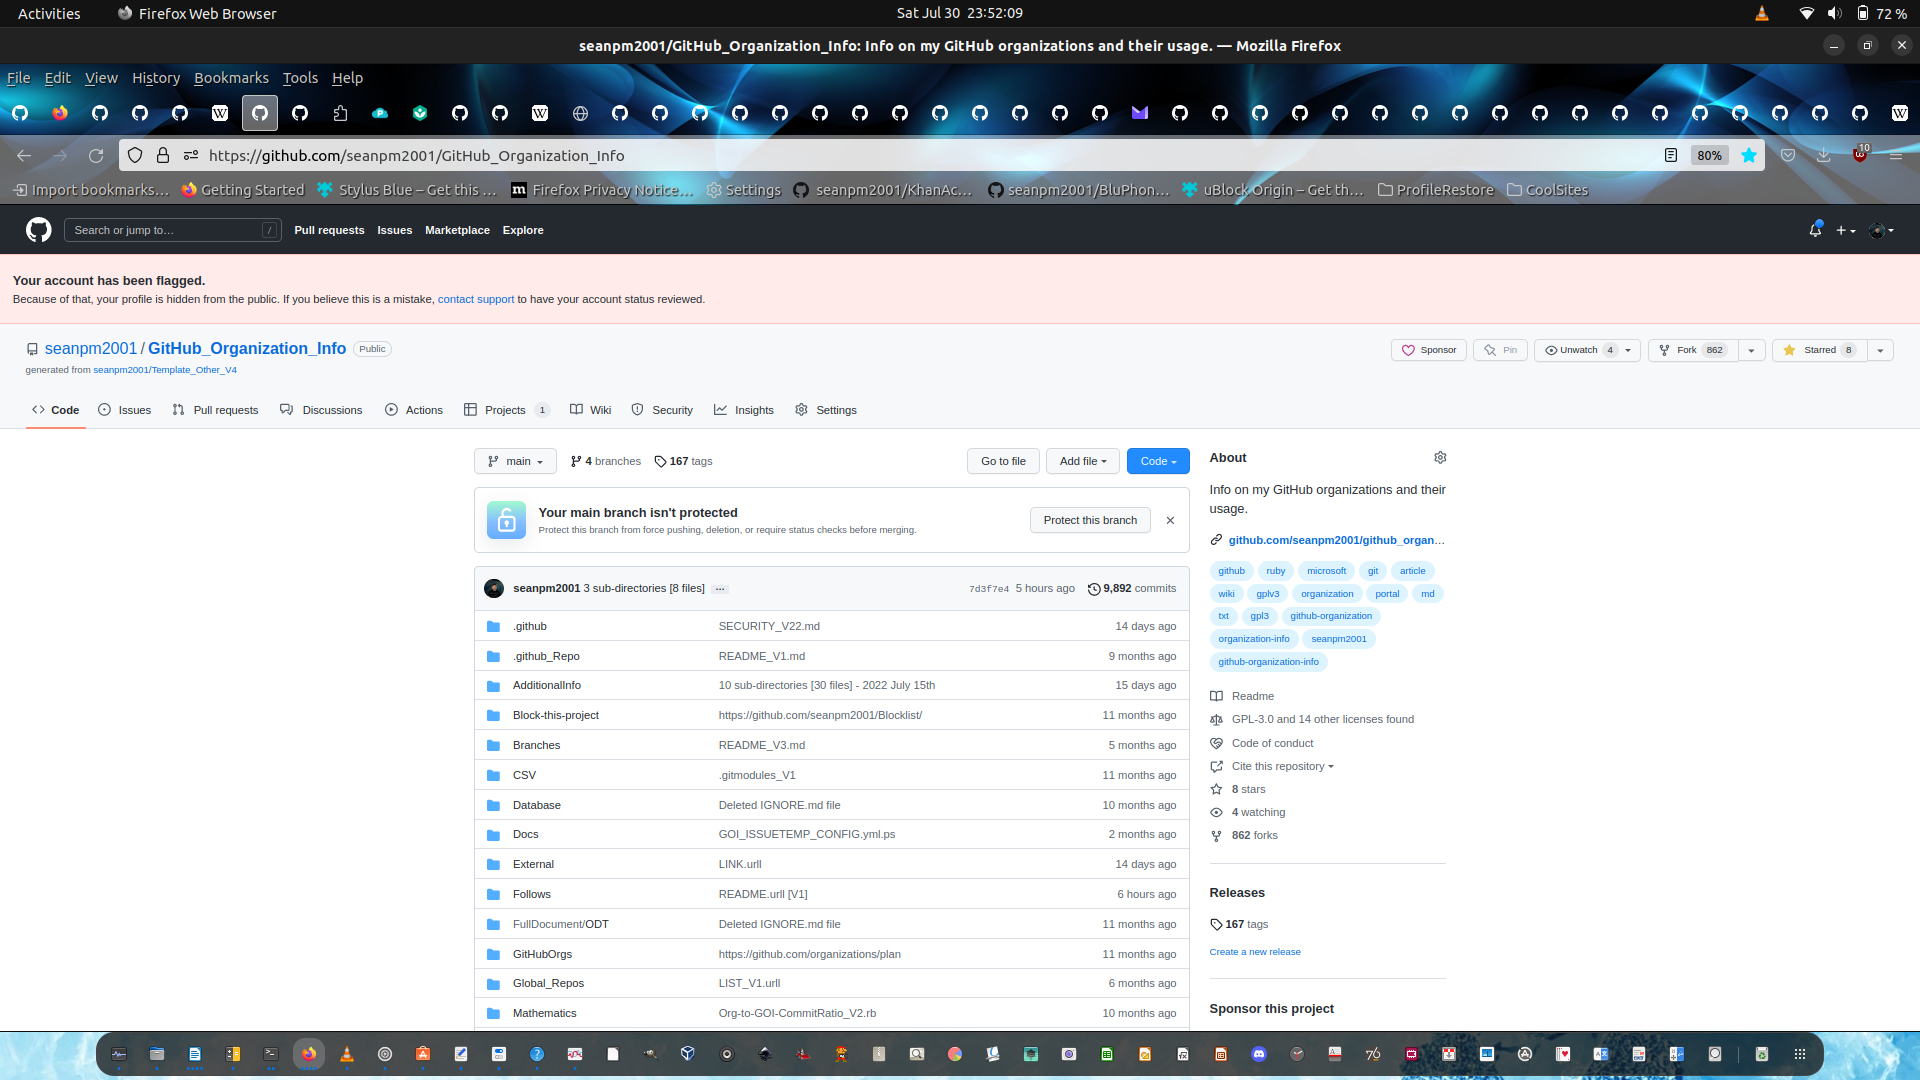 Activities
Firefox Web Browser
Sat Jul 30 23:52:09
72 %
seanpm2001/GitHub_Organization_Info: Info on my GitHub organizations and their usage. — Mozilla Firefox
File Edit View History Bookmarks Tools Help
https://github.com/seanpm2001/GitHub_Organization_Info
80%
10
Import bookmarks… Getting Started Stylus Blue – Get this … Firefox Privacy Notice… Settings seanpm2001/KhanAc… seanpm2001/BluPhon… uBlock Origin – Get th… ProfileRestore CoolSites
Search or jump to… /
Pull requests Issues Marketplace Explore
Your account has been flagged.
Because of that, your profile is hidden from the public. If you believe this is a mistake, contact support to have your account status reviewed.
seanpm2001 / GitHub_Organization_Info Public
Sponsor Pin Unwatch 4 Fork 862 Starred 8
generated from seanpm2001/Template_Other_V4
Code Issues Pull requests Discussions Actions Projects 1 Wiki Security Insights Settings
main 4 branches 167 tags
Go to file Add file Code
Your main branch isn't protected
Protect this branch from force pushing, deletion, or require status checks before merging.
Protect this branch
seanpm2001 3 sub-directories [8 files] … 7d3f7e4 5 hours ago 9,892 commits
.github SECURITY_V22.md 14 days ago
.github_Repo README_V1.md 9 months ago
AdditionalInfo 10 sub-directories [30 files] - 2022 July 15th 15 days ago
Block-this-project https://github.com/seanpm2001/Blocklist/ 11 months ago
Branches README_V3.md 5 months ago
CSV .gitmodules_V1 11 months ago
Database Deleted IGNORE.md file 10 months ago
Docs GOI_ISSUETEMP_CONFIG.yml.ps 2 months ago
External LINK.urll 14 days ago
Follows README.urll [V1] 6 hours ago
FullDocument/ODT Deleted IGNORE.md file 11 months ago
GitHubOrgs https://github.com/organizations/plan 11 months ago
Global_Repos LIST_V1.urll 6 months ago
Mathematics Org-to-GOI-CommitRatio_V2.rb 10 months ago
About
Info on my GitHub organizations and their
usage.
github.com/seanpm2001/github_organ…
github ruby microsoft git article
wiki gplv3 organization portal md
txt gpl3 github-organization
organization-info seanpm2001
github-organization-info
Readme
GPL-3.0 and 14 other licenses found
Code of conduct
Cite this repository
8 stars
4 watching
862 forks
Releases
167 tags
Create a new release
Sponsor this project